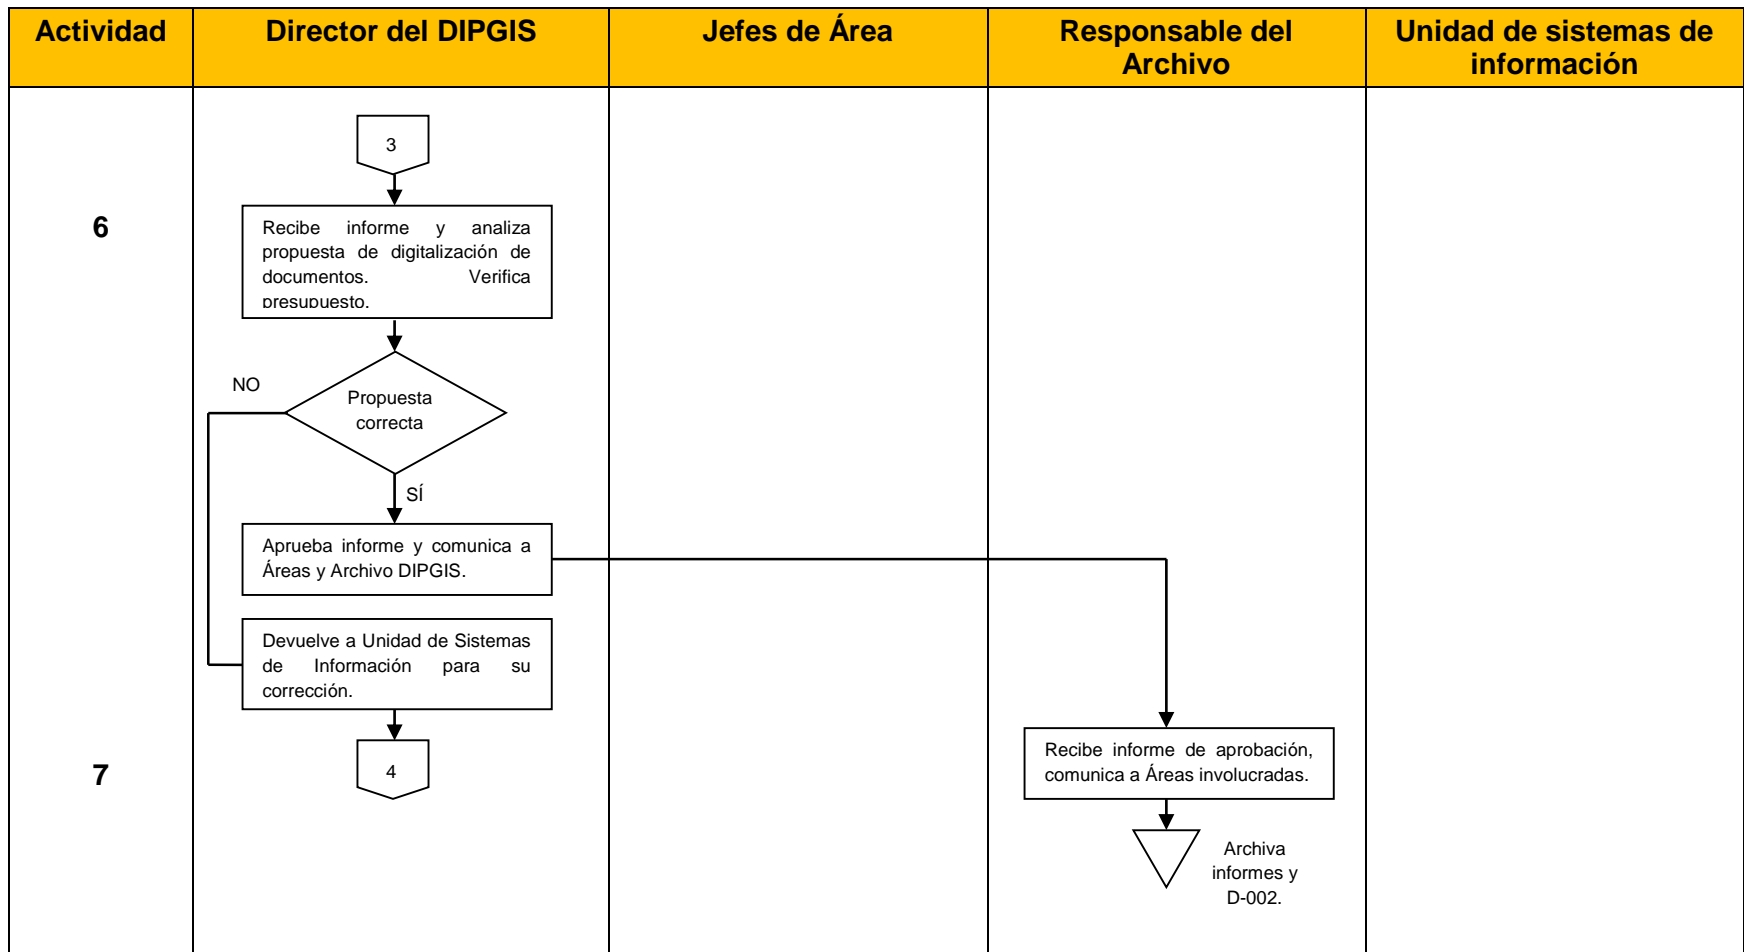 Actividad
Director del DIPGIS
Jefes de Área
Responsable del
Archivo
Unidad de sistemas de
información
3
6
Recibe informe y analiza
propuesta de digitalización de
documentos. Verifica
presupuesto.
NO
Propuesta
correcta
SÍ
Aprueba informe y comunica a
Áreas y Archivo DIPGIS.
Devuelve a Unidad de Sistemas
de Información para su
corrección.
7
4
Recibe informe de aprobación,
comunica a Áreas involucradas.
Archiva
informes y
D-002.